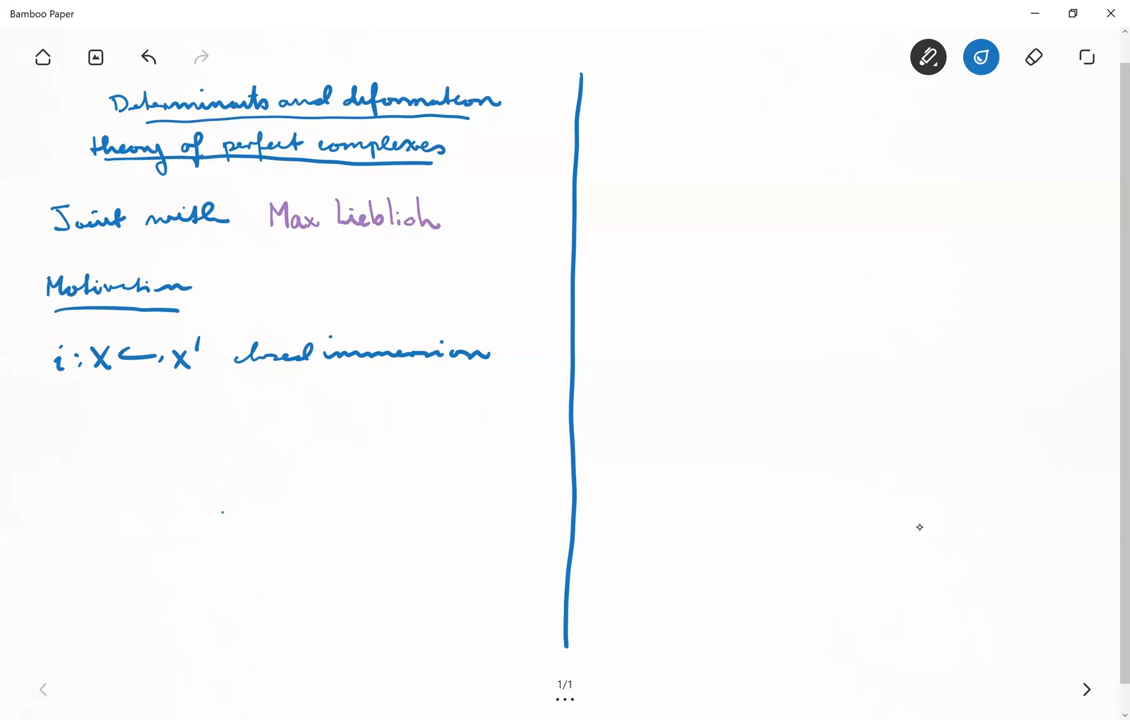 Bamboo Paper
Determinants and deformation
theory of perfect complexes
Joint with Max Lieblich
Motivation
i : X ↪ X' closed immersion
1/1